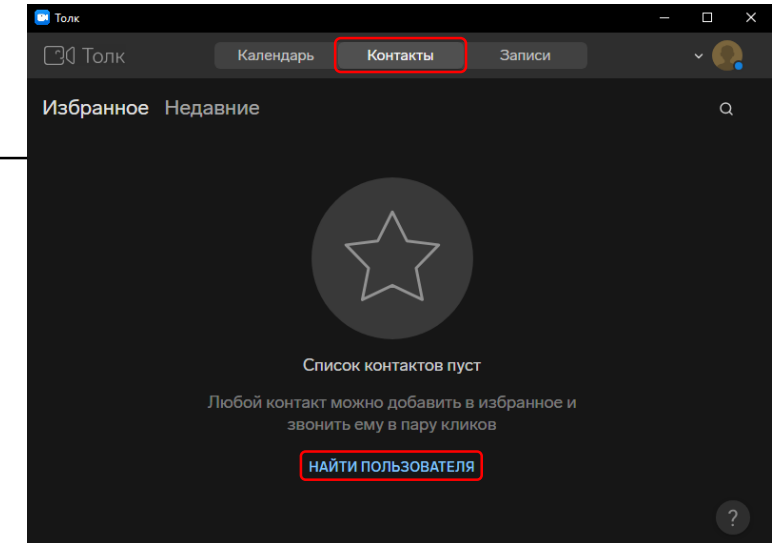 Толк
Толк
Календарь Контакты Записи
Избранное Недавние
Список контактов пуст
Любой контакт можно добавить в избранное и
звонить ему в пару кликов
НАЙТИ ПОЛЬЗОВАТЕЛЯ
?